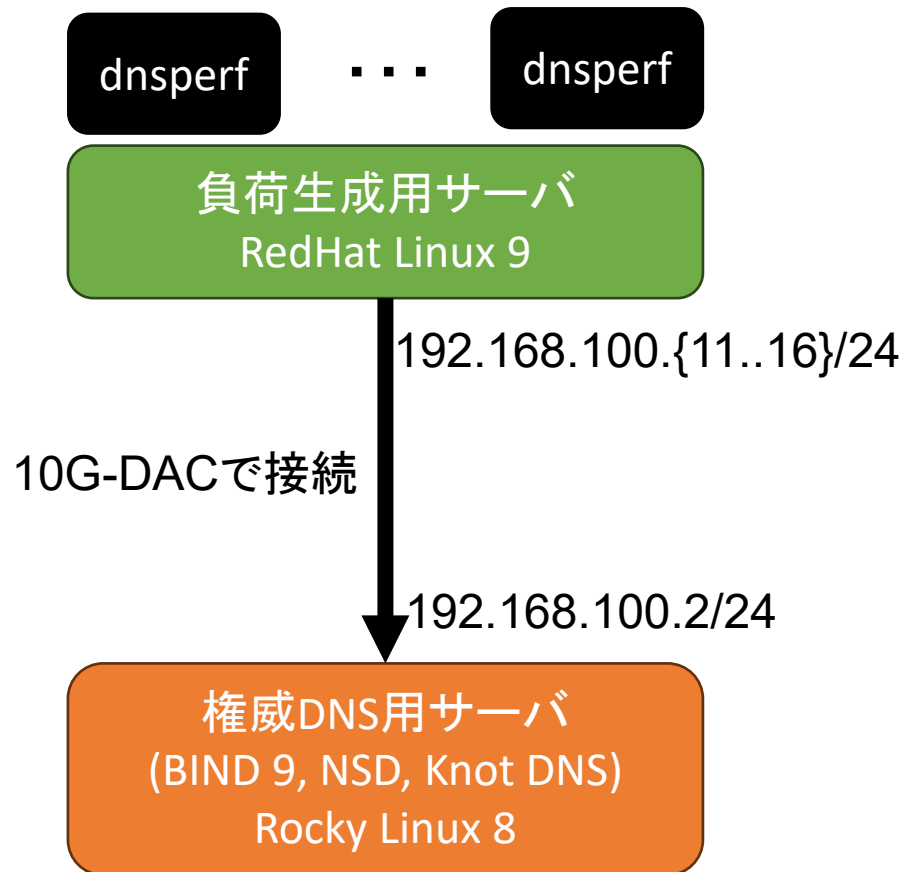 dnsperf ・・・ dnsperf
負荷生成用サーバ
RedHat Linux 9
192.168.100.{11..16}/24
10G-DACで接続
192.168.100.2/24
権威DNS用サーバ
(BIND 9, NSD, Knot DNS)
Rocky Linux 8